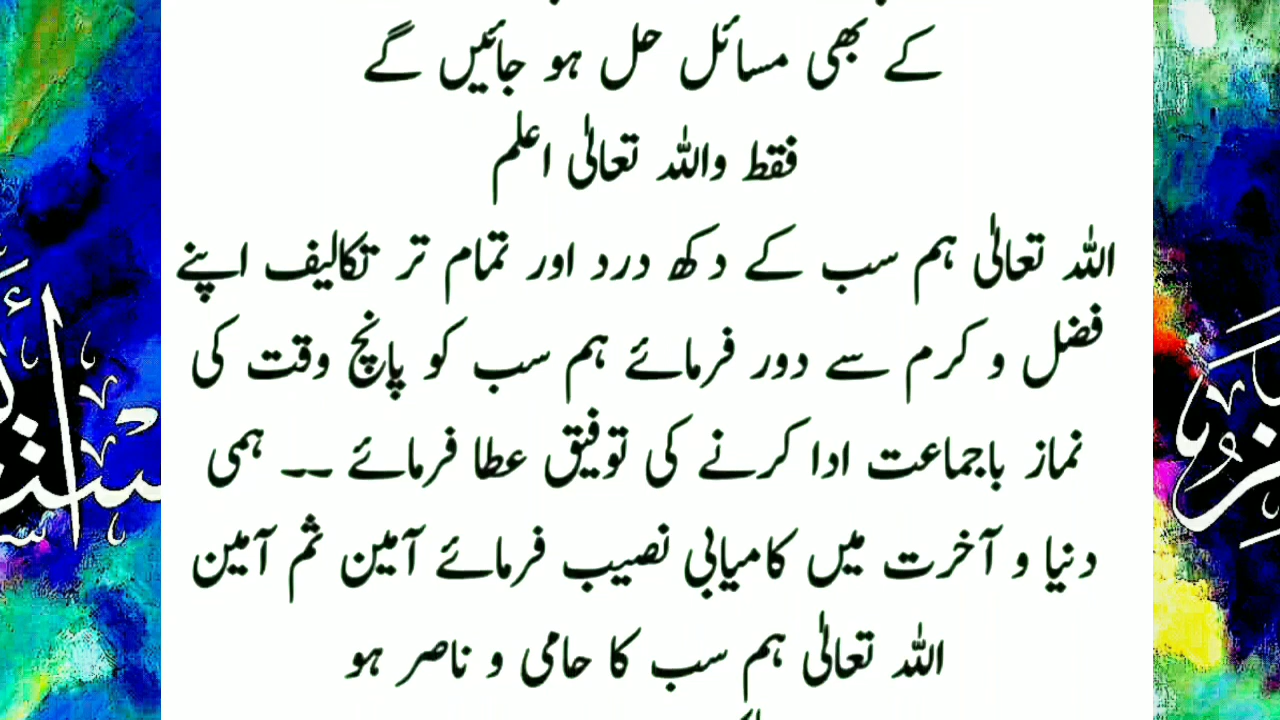 کے بھی مسائل حل ہو جائیں گے
فقط واللہ تعالیٰ اعلم
اللہ تعالیٰ ہم سب کے دکھ درد اور تمام تر تکالیف اپنے
فضل و کرم سے دور فرمائے ہم سب کو پانچ وقت کی
نماز باجماعت ادا کرنے کی توفیق عطا فرمائے ۔۔ ہمی
دنیا و آخرت میں کامیابی نصیب فرمائے آمین ثم آمین
اللہ تعالیٰ ہم سب کا حامی و ناصر ہو